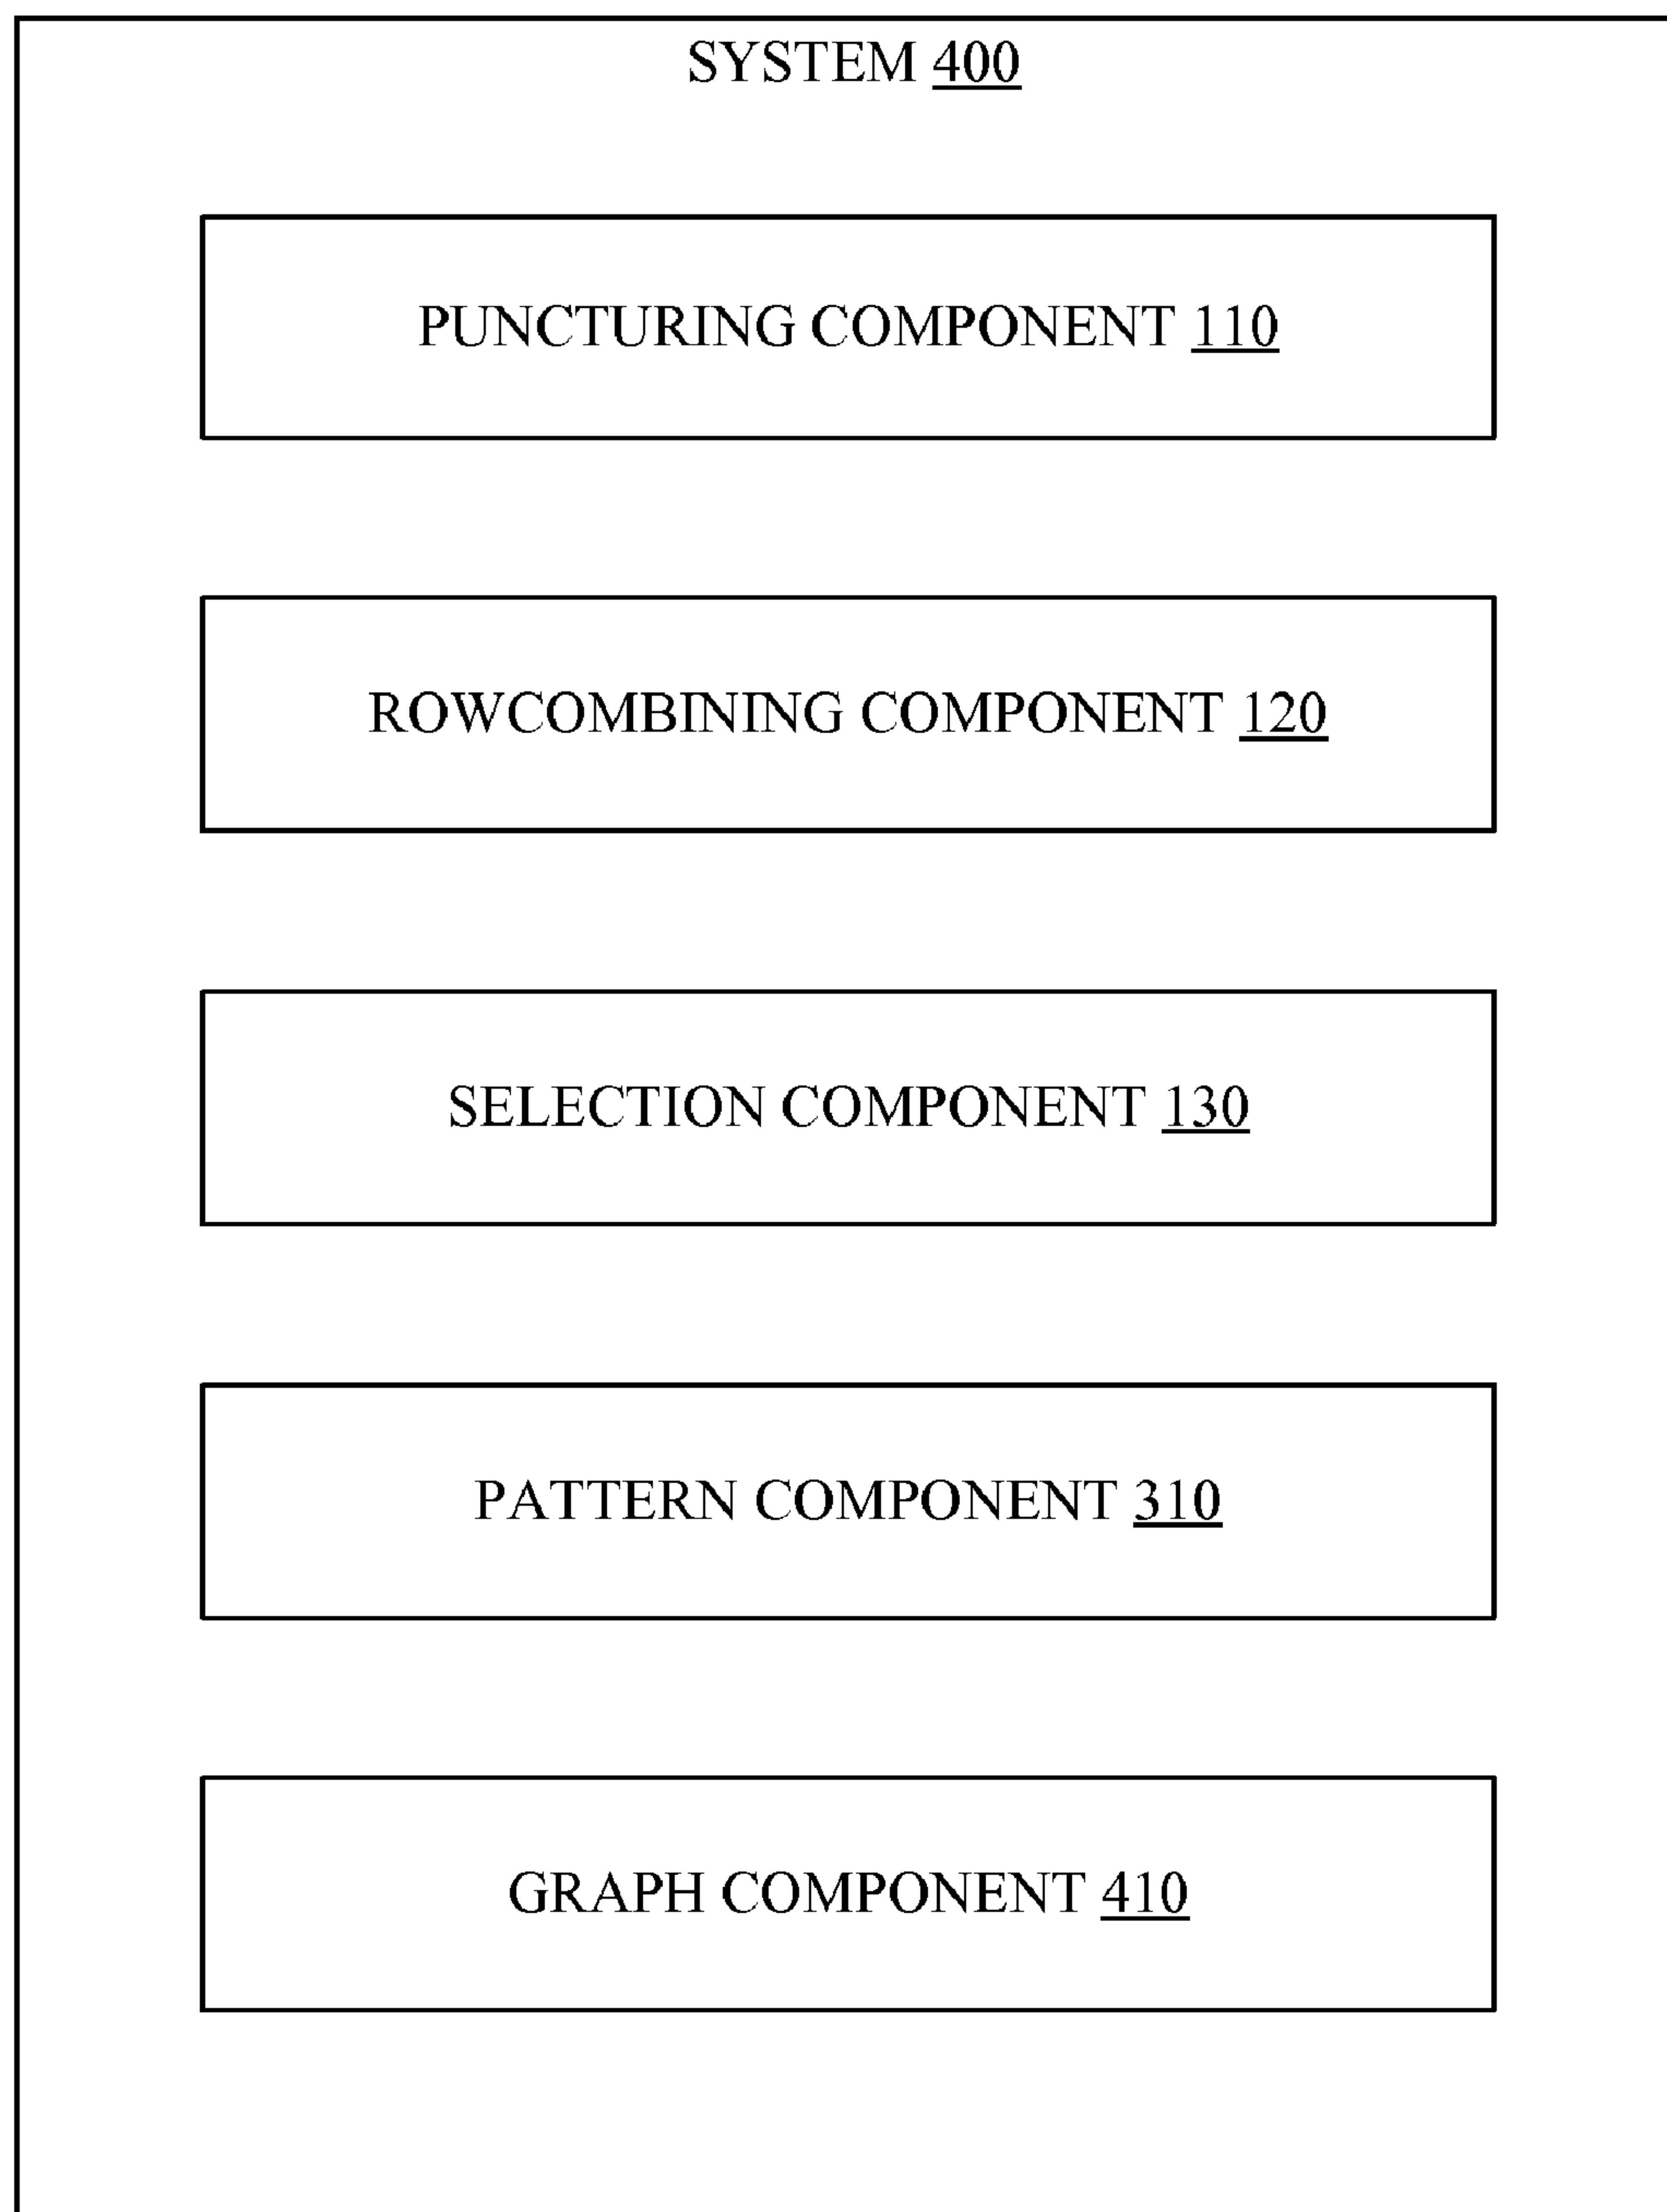 SYSTEM 400
PUNCTURING COMPONENT 110
ROWCOMBINING COMPONENT 120
SELECTION COMPONENT 130
PATTERN COMPONENT 310
GRAPH COMPONENT 410